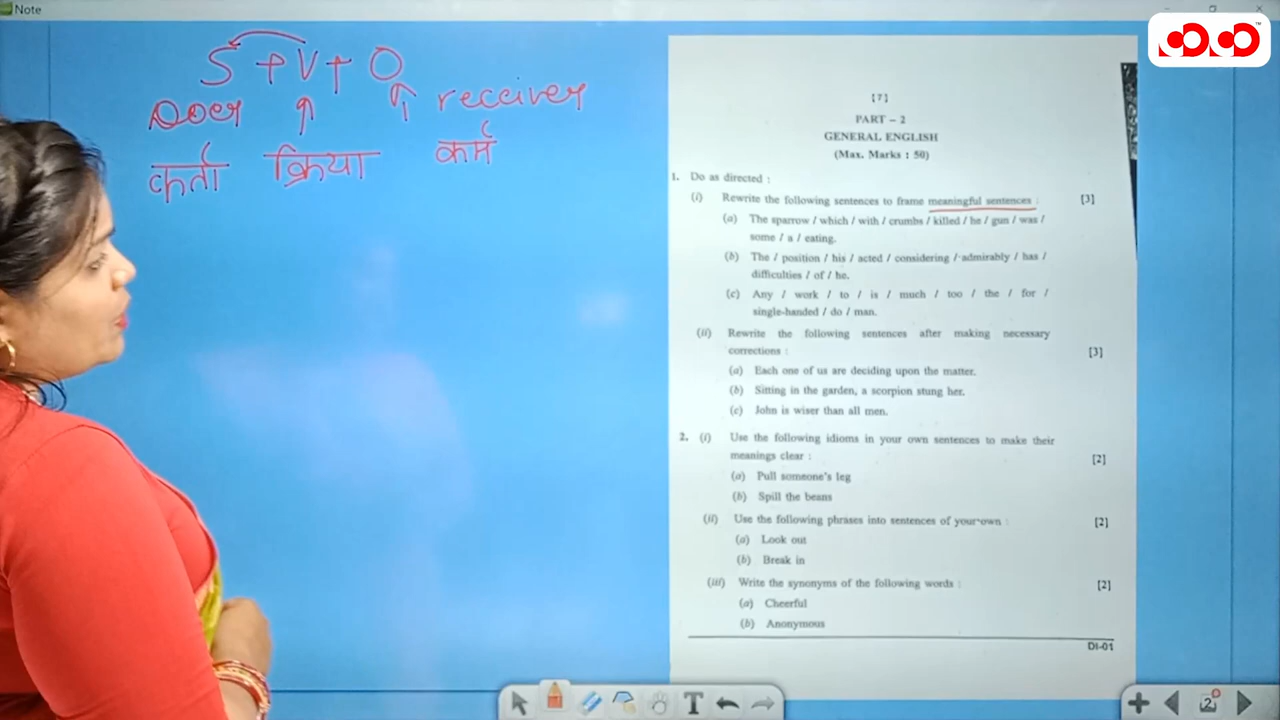 Note
S + V + O
Doer receiver
कर्ता क्रिया कर्म
[7]
PART – 2
GENERAL ENGLISH
(Max. Marks : 50)
1. Do as directed :
(i) Rewrite the following sentences to frame meaningful sentences : [3]
(a) The sparrow / which / with / crumbs / killed / he / gun / was /
some / a / eating.
(b) The / position / his / acted / considering / admirably / has /
difficulties / of / he.
(c) Any / work / to / is / much / too / the / for /
single-handed / do / man.
(ii) Rewrite the following sentences after making necessary
corrections : [3]
(a) Each one of us are deciding upon the matter.
(b) Sitting in the garden, a scorpion stung her.
(c) John is wiser than all men.
2. (i) Use the following idioms in your own sentences to make their
meanings clear : [2]
(a) Pull someone's leg
(b) Spill the beans
(ii) Use the following phrases into sentences of your own : [2]
(a) Look out
(b) Break in
(iii) Write the synonyms of the following words : [2]
(a) Cheerful
(b) Anonymous
DI-01
T
2